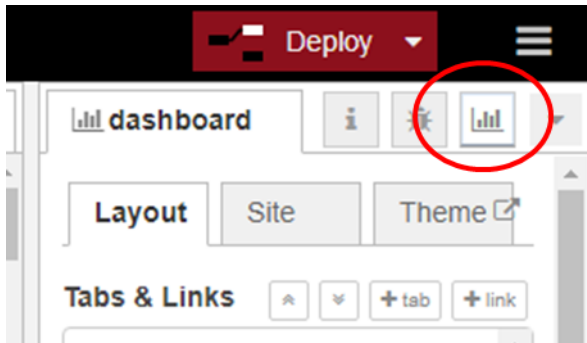 Deploy
dashboard
i
Layout Site Theme
Tabs & Links + tab + link